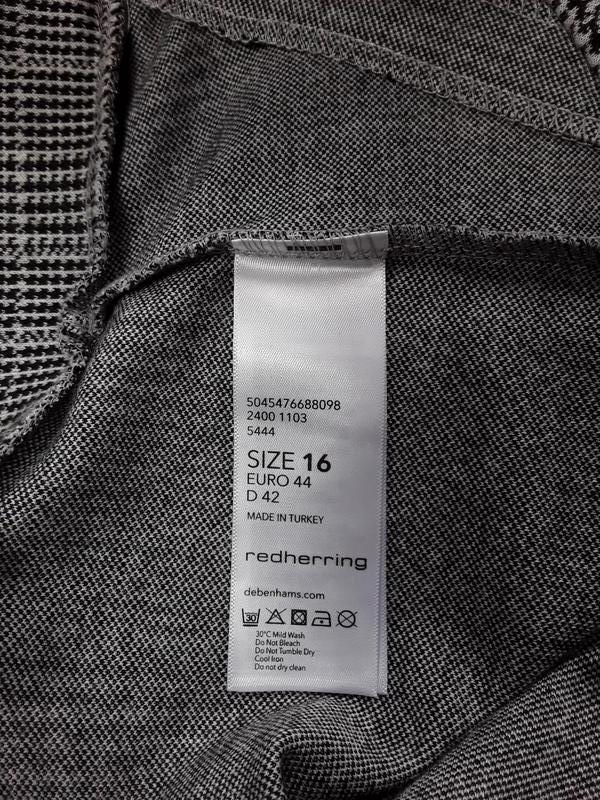 5045476688098
2400 1103
5444
SIZE 16
EURO 44
D 42
MADE IN TURKEY
redherring
debenhams.com
30
30°C Mild Wash
Do Not Bleach
Do Not Tumble Dry
Cool Iron
Do not dry clean